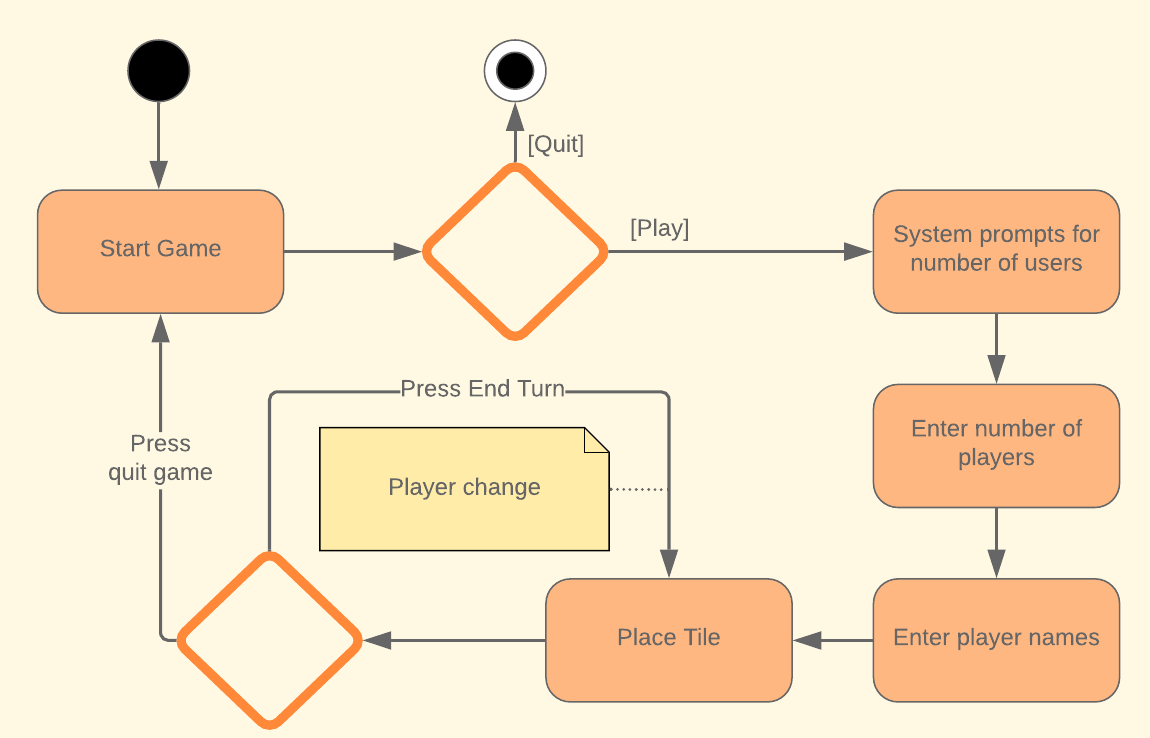 [Quit]
[Play]
Start Game
System prompts for
number of users
Press End Turn
Enter number of
players
Press
quit game
Player change
Place Tile
Enter player names